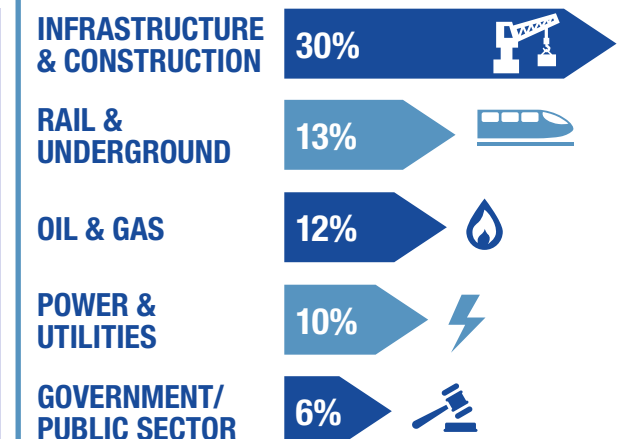 INFRASTRUCTURE
& CONSTRUCTION
30%
RAIL &
UNDERGROUND
13%
OIL & GAS
12%
POWER &
UTILITIES
10%
GOVERNMENT/
PUBLIC SECTOR
6%